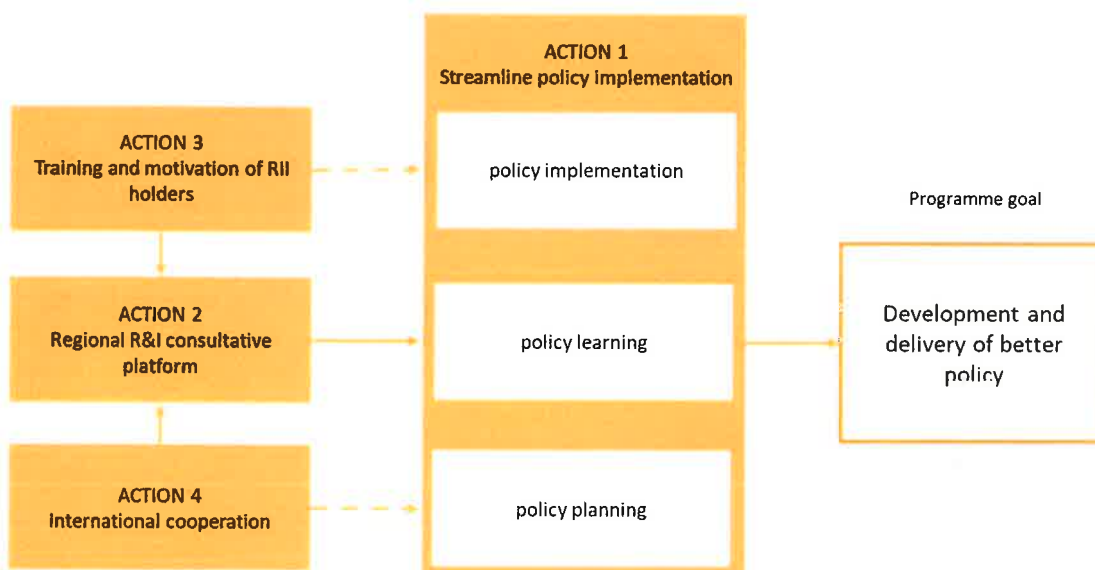 ACTION 1
Streamline policy implementation
ACTION 3
Training and motivation of RII
holders
policy implementation
Programme goal
ACTION 2
Regional R&I consultative
platform
policy learning
Development and
delivery of better
policy
ACTION 4
International cooperation
policy planning